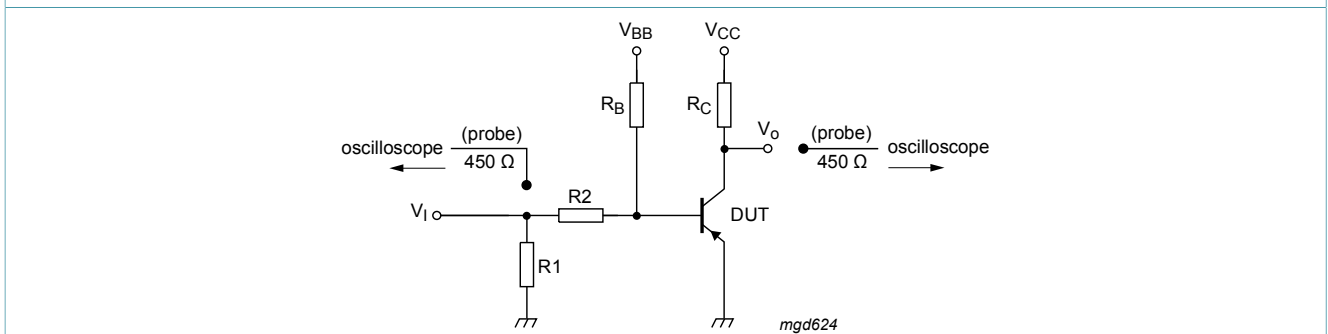 VBB
VCC
RB
RC
Vo
oscilloscope
(probe)
450 Ω
(probe)
450 Ω
oscilloscope
R2
VI
DUT
R1
mgd624